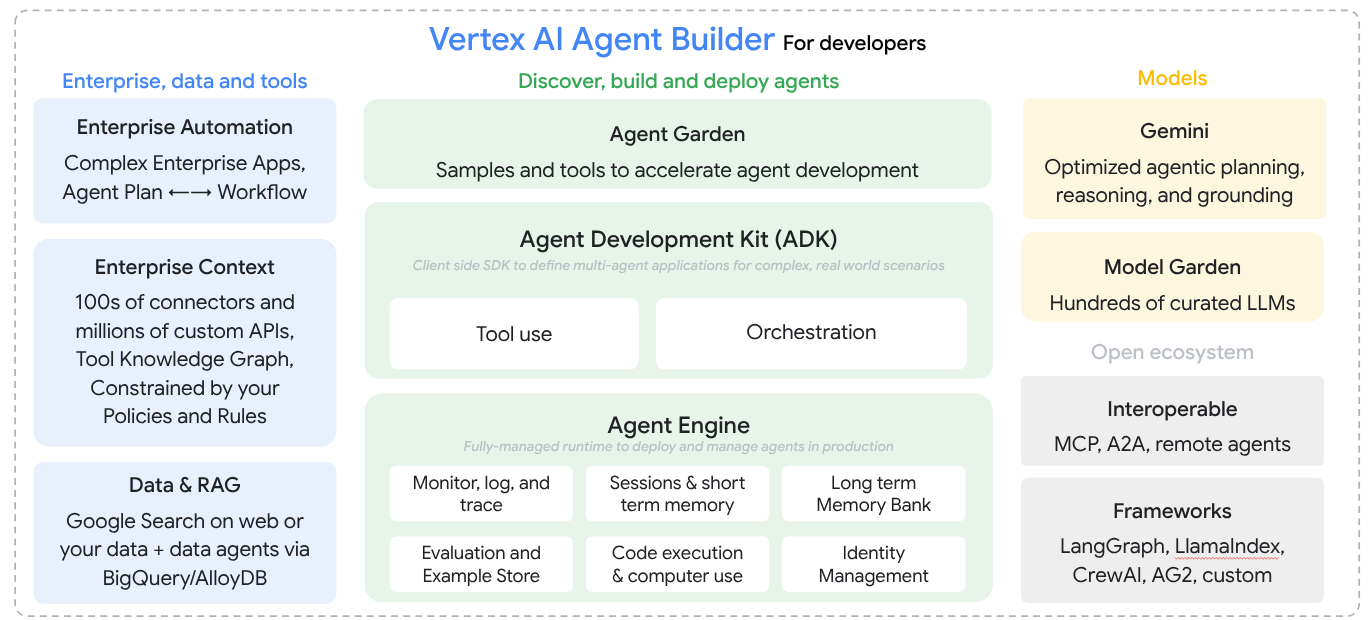 Vertex AI Agent Builder For developers
Enterprise, data and tools
Enterprise Automation
Complex Enterprise Apps,
Agent Plan ←→ Workflow
Enterprise Context
100s of connectors and
millions of custom APIs,
Tool Knowledge Graph,
Constrained by your
Policies and Rules
Data & RAG
Google Search on web or
your data + data agents via
BigQuery/AlloyDB
Discover, build and deploy agents
Agent Garden
Samples and tools to accelerate agent development
Agent Development Kit (ADK)
Client side SDK to define multi-agent applications for complex, real world scenarios
Tool use
Orchestration
Agent Engine
Fully-managed runtime to deploy and manage agents in production
Monitor, log, and
trace
Sessions & short
term memory
Long term
Memory Bank
Evaluation and
Example Store
Code execution
& computer use
Identity
Management
Models
Gemini
Optimized agentic planning,
reasoning, and grounding
Model Garden
Hundreds of curated LLMs
Open ecosystem
Interoperable
MCP, A2A, remote agents
Frameworks
LangGraph, LlamaIndex,
CrewAI, AG2, custom